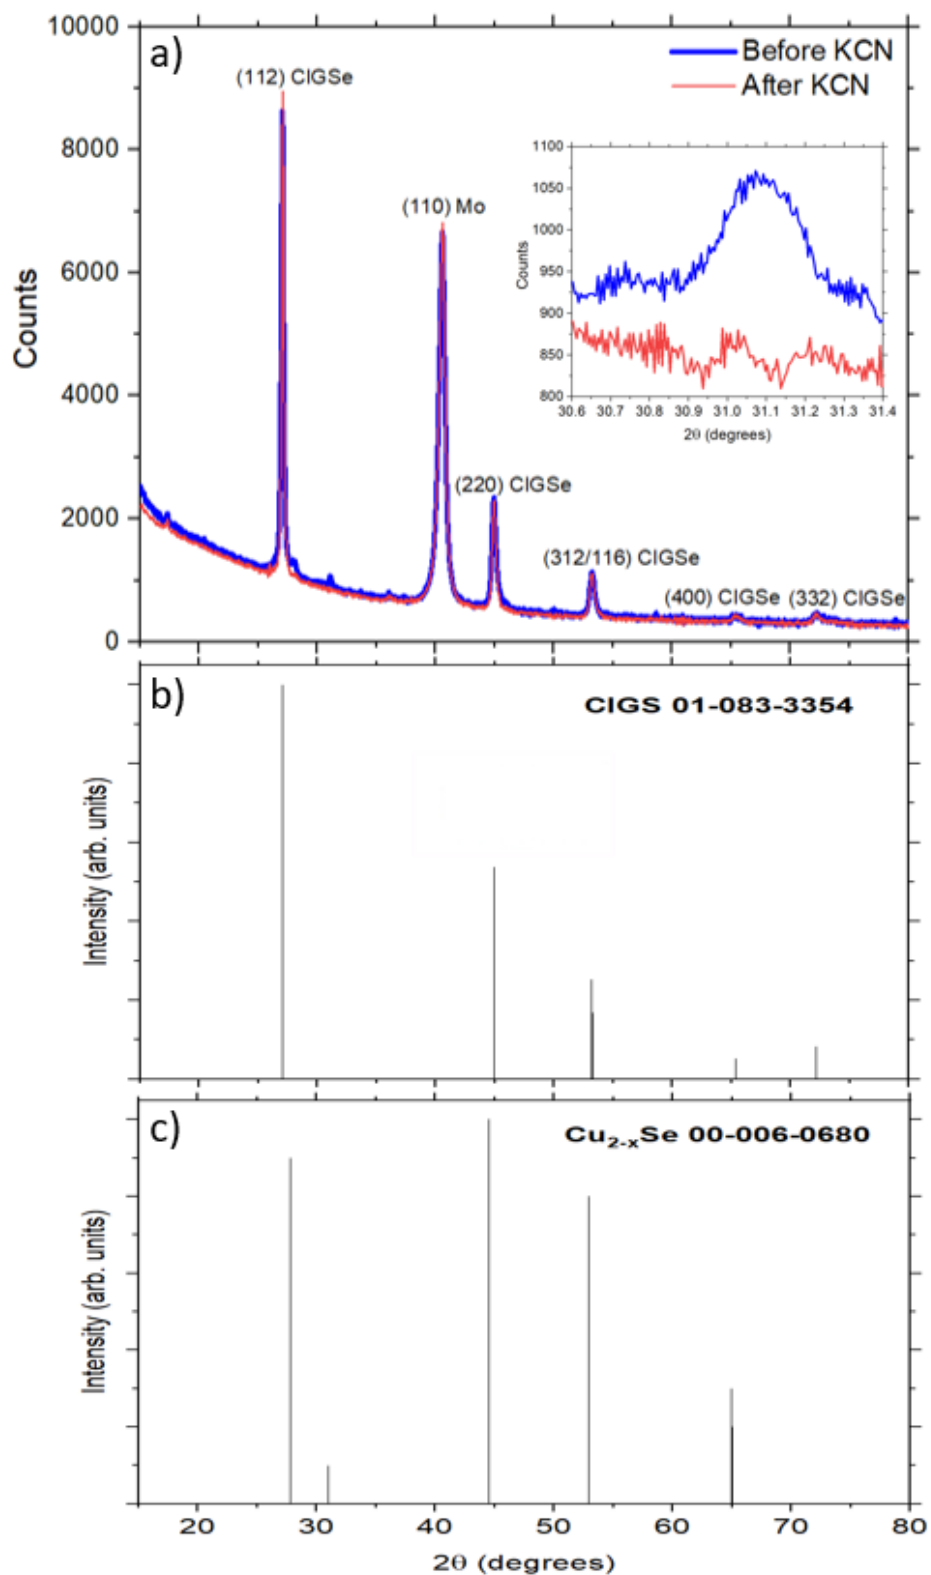 a)
Before KCN
After KCN
(112) CIGSe
(110) Mo
(220) CIGSe
(312/116) CIGSe
(400) CIGSe
(332) CIGSe
Counts
10000
8000
6000
4000
2000
0
1100
1050
1000
950
900
850
800
Counts
30.6 30.7 30.8 30.9 31.0 31.1 31.2 31.3 31.4
2θ (degrees)
b)
CIGS 01-083-3354
Intensity (arb. units)
c)
Cu₂₋ₓSe 00-006-0680
Intensity (arb. units)
20 30 40 50 60 70 80
2θ (degrees)